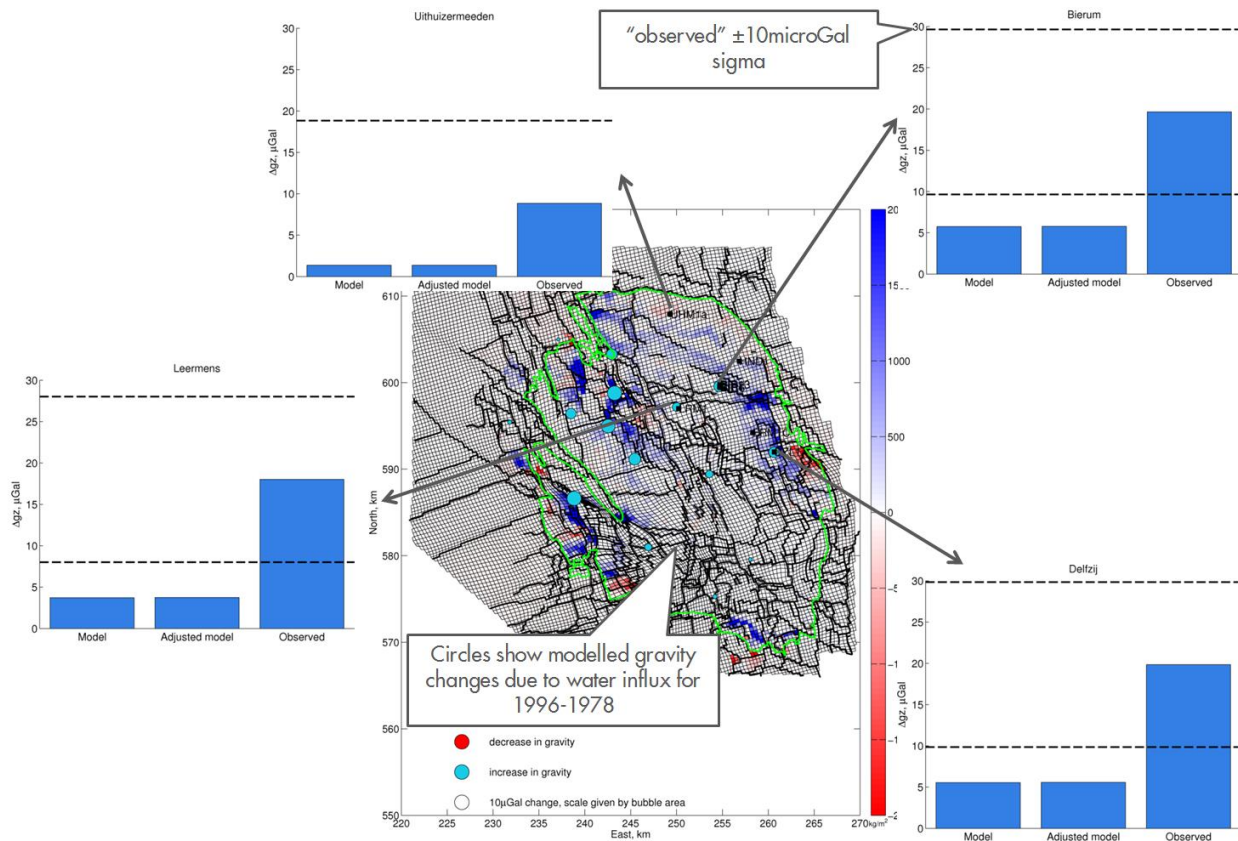 Uithuizermeeden
30
25
20
15
10
5
0
Δgz, µGal
Model
Adjusted model
Observed
"observed" ±10microGal
sigma
Bierum
30
25
20
15
10
5
0
Δgz, µGal
Model
Adjusted model
Observed
Leermens
30
25
20
15
10
5
0
Δgz, µGal
Model
Adjusted model
Observed
610
600
590
580
570
560
550
North, km
220
225
230
235
240
245
250
255
260
265
270
East, km
20
15
1000
500
0
kg/m²
Circles show modelled gravity
changes due to water influx for
1996-1978
decrease in gravity
increase in gravity
10µGal change, scale given by bubble area
Delfzij
30
25
20
15
10
5
0
Δgz, µGal
Model
Adjusted model
Observed